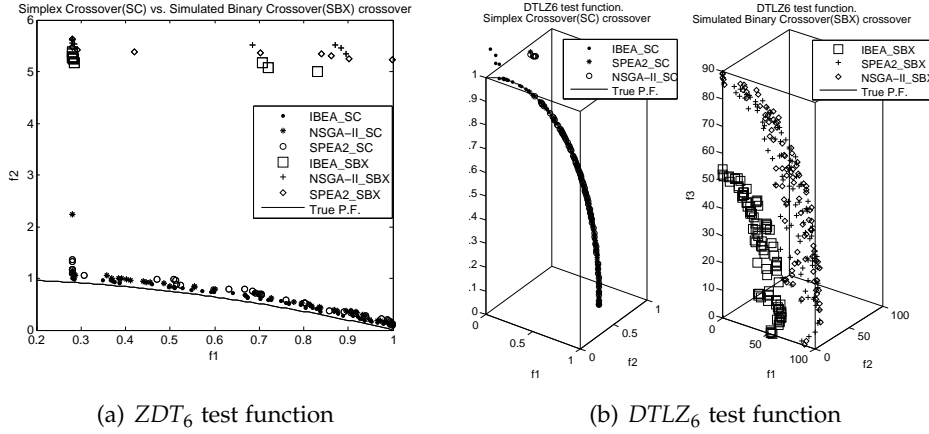 Simplex Crossover(SC) vs. Simulated Binary Crossover(SBX) crossover
6
5
4
3
2
1
0
f2
0.2 0.3 0.4 0.5 0.6 0.7 0.8 0.9 1
f1
IBEA_SC
NSGA-II_SC
SPEA2_SC
IBEA_SBX
NSGA-II_SBX
SPEA2_SBX
True P.F.
(a) ZDT6 test function
DTLZ6 test function.
Simplex Crossover(SC) crossover
IBEA_SC
SPEA2_SC
NSGA-II_SC
True P.F.
1
.9
.8
.7
.6
.5
.4
.3
.2
.1
0
0
0.5
1
f1
0
0.5
1
f2
DTLZ6 test function.
Simulated Binary Crossover(SBX) crossover
IBEA_SBX
SPEA2_SBX
NSGA-II_SBX
True P.F.
90
80
70
60
50
40
30
20
10
0
f3
0
50
100
f1
0
50
100
f2
(b) DTLZ6 test function